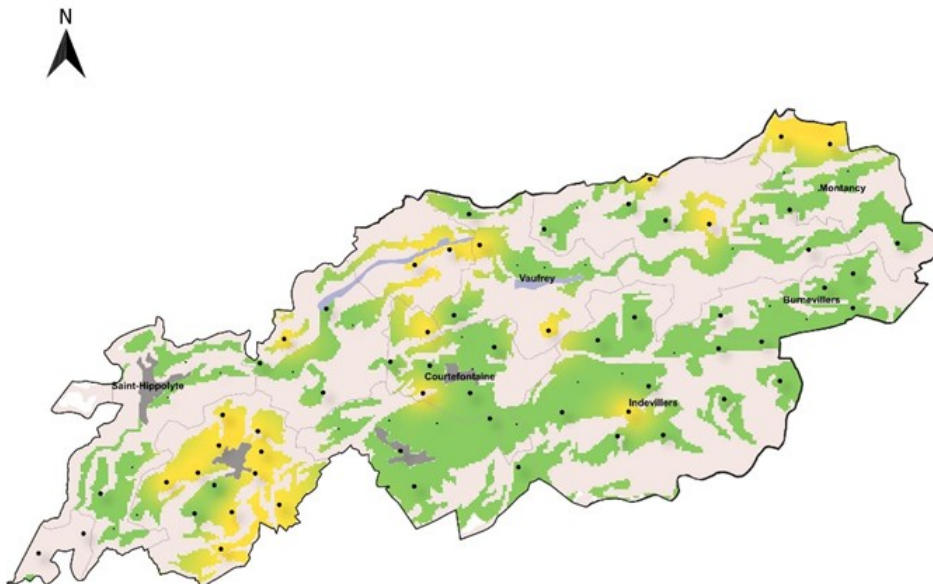 N
Montancy
Vaufrey
Burnevillers
Saint-Hippolyte
Courtefontaine
Indevillers